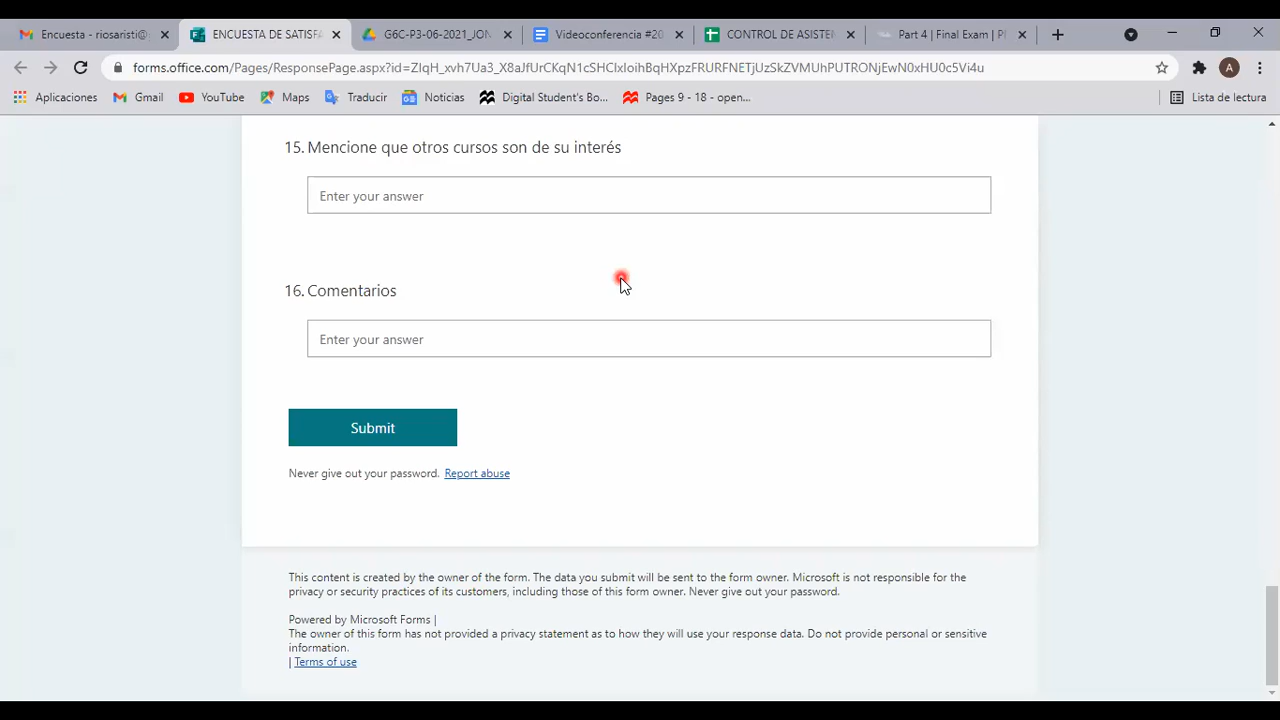 Encuesta - riosaristi@
ENCUESTA DE SATISFA
G6C-P3-06-2021_JON
Videoconferencia #20
CONTROL DE ASISTEN
Part 4 | Final Exam | P
forms.office.com/Pages/ResponsePage.aspx?id=ZIqH_xvh7Ua3_X8aJfUrCKqN1cSHClxIoihBqHXpzFRURFNETjUzSkZVMUhPUTRONjEwN0xHU0c5Vi4u
A
Aplicaciones
Gmail
YouTube
Maps
Traducir
Noticias
Digital Student's Bo...
Pages 9 - 18 - open...
Lista de lectura
15. Mencione que otros cursos son de su interés
Enter your answer
16. Comentarios
Enter your answer
Submit
Never give out your password. Report abuse
This content is created by the owner of the form. The data you submit will be sent to the form owner. Microsoft is not responsible for the
privacy or security practices of its customers, including those of this form owner. Never give out your password.
Powered by Microsoft Forms |
The owner of this form has not provided a privacy statement as to how they will use your response data. Do not provide personal or sensitive
information.
| Terms of use